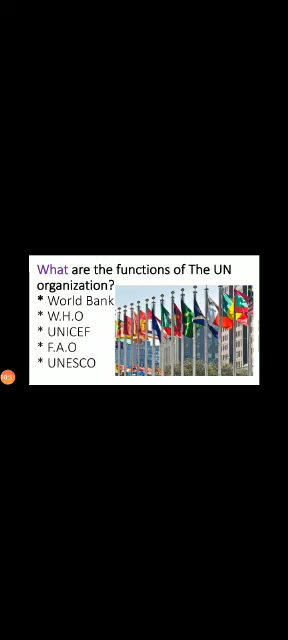 What are the functions of The UN
organization?
* World Bank
* W.H.O
* UNICEF
* F.A.O
* UNESCO